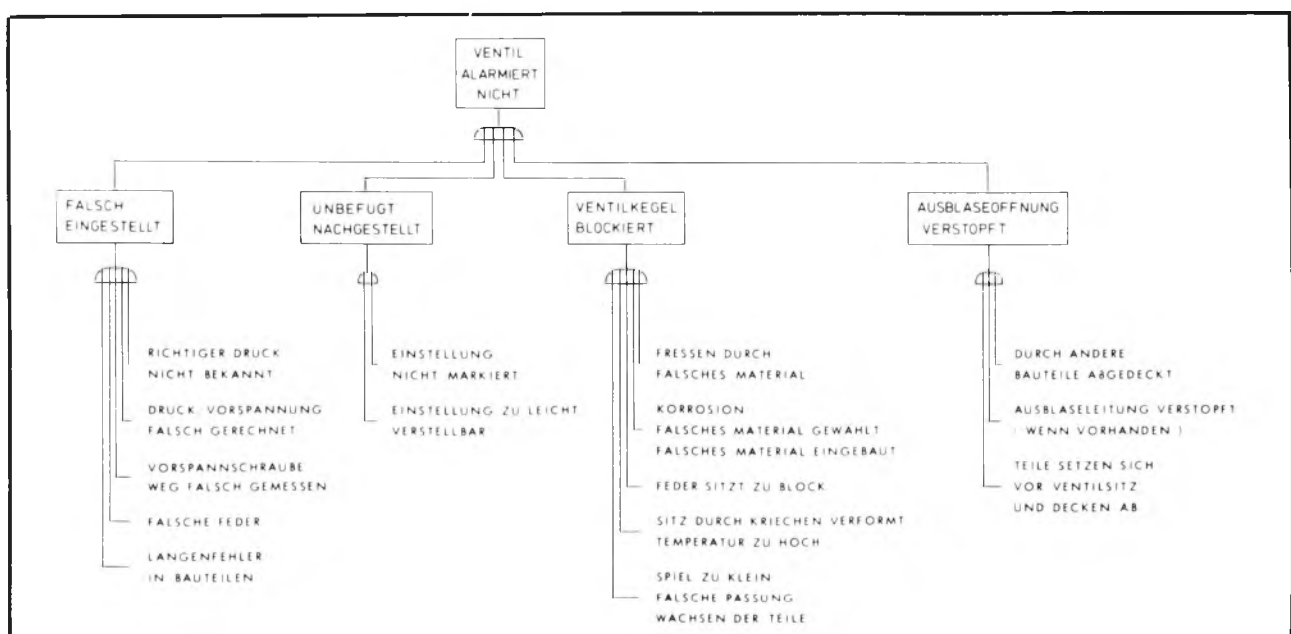 VENTIL
ALARMIERT
NICHT
FALSCH
EINGESTELLT
UNBEFUGT
NACHGESTELLT
VENTILKEGEL
BLOCKIERT
AUSBLASEOFFNUNG
VERSTOPFT
RICHTIGER DRUCK
NICHT BEKANNT
DRUCK, VORSPANNUNG
FALSCH GERECHNET
VORSPANNSCHRAUBE
WEG FALSCH GEMESSEN
FALSCHE FEDER
LANGENFEHLER
IN BAUTEILEN
EINSTELLUNG
NICHT MARKIERT
EINSTELLUNG ZU LEICHT
VERSTELLBAR
FRESSEN DURCH
FALSCHES MATERIAL
KORROSION
FALSCHES MATERIAL GEWÄHLT
FALSCHES MATERIAL EINGEBAUT
FEDER SITZT ZU BLOCK
SITZ DURCH KRIECHEN VERFORMT
TEMPERATUR ZU HOCH
SPIEL ZU KLEIN
FALSCHE PASSUNG
WACHSEN DER TEILE
DURCH ANDERE
BAUTEILE ABGEDECKT
AUSBLASELEITUNG VERSTOPFT
( WENN VORHANDEN )
TEILE SETZEN SICH
VOR VENTILSITZ
UND DECKEN AB